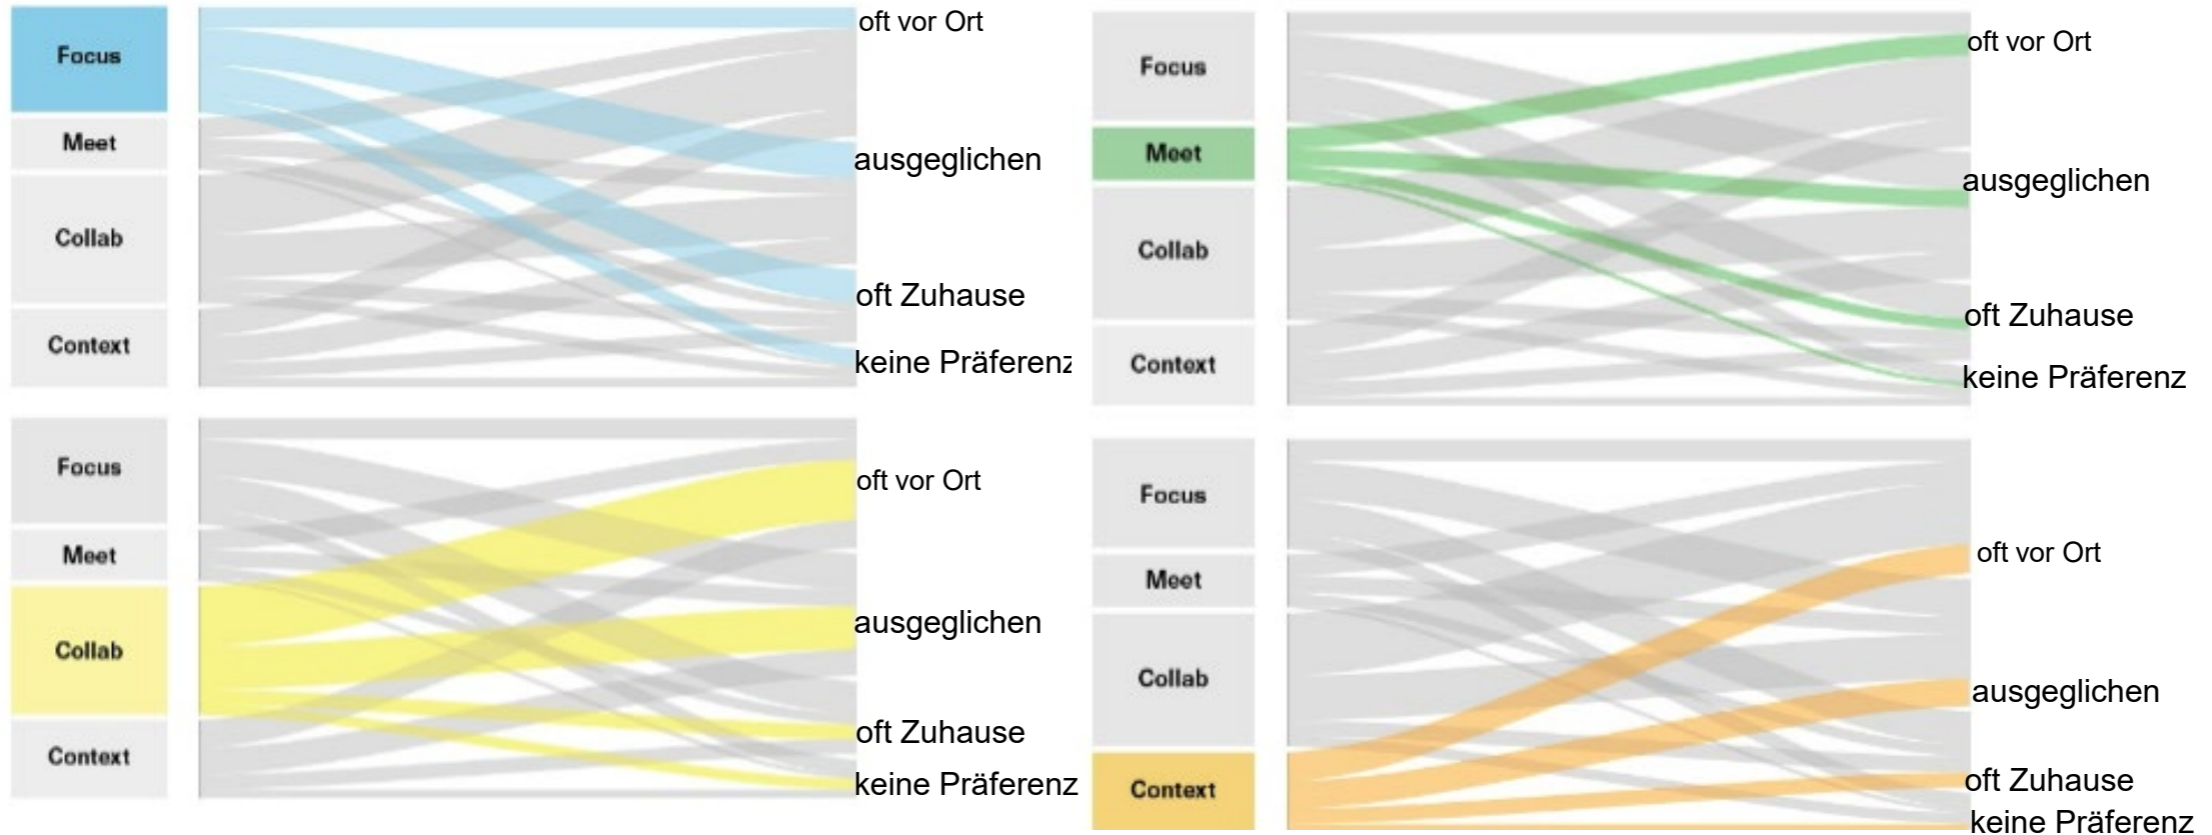 Focus
Meet
Collab
Context
oft vor Ort
ausgeglichen
oft Zuhause
keine Präferenz
Focus
Meet
Collab
Context
oft vor Ort
ausgeglichen
oft Zuhause
keine Präferenz
Focus
Meet
Collab
Context
oft vor Ort
ausgeglichen
oft Zuhause
keine Präferenz
Focus
Meet
Collab
Context
oft vor Ort
ausgeglichen
oft Zuhause
keine Präferenz